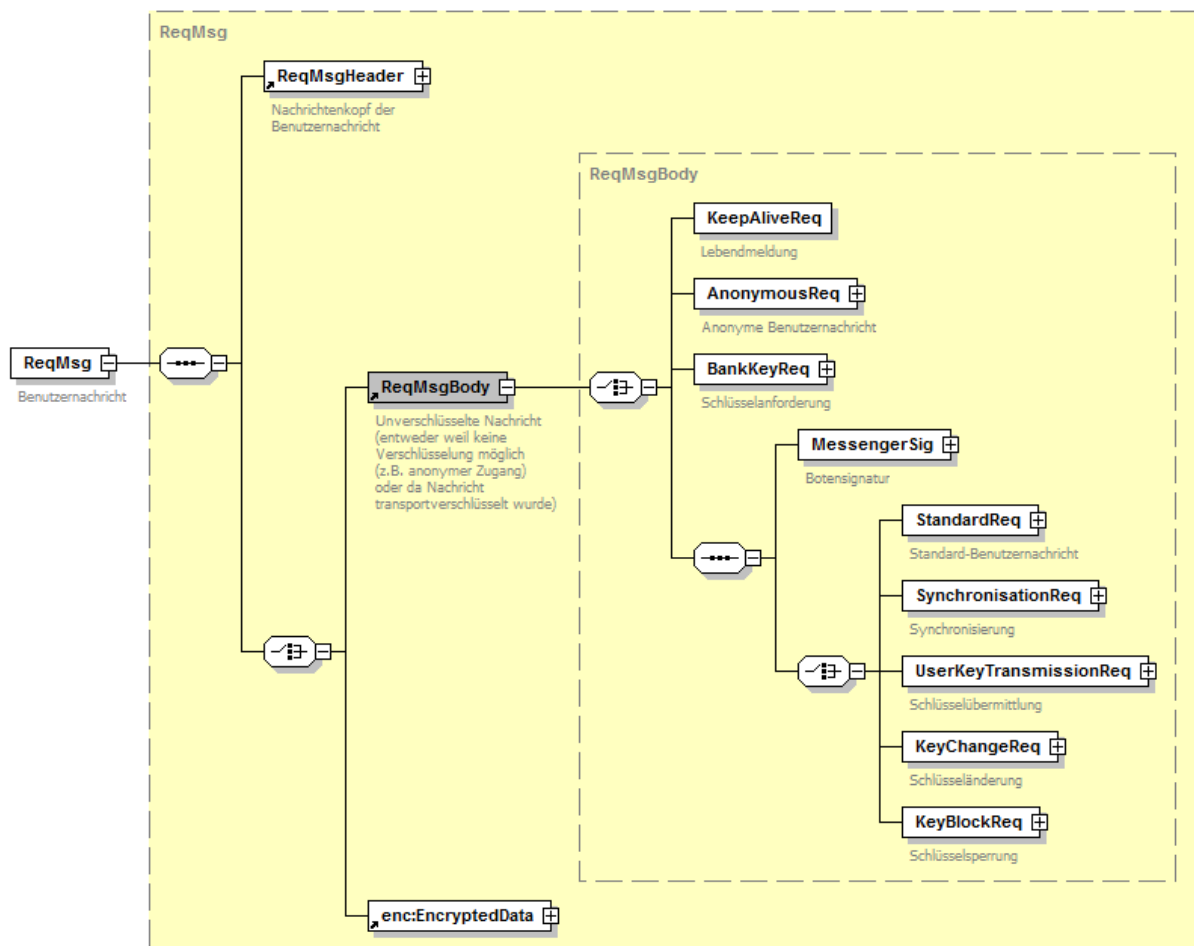 ReqMsg
ReqMsgHeader
Nachrichtenkopf der
Benutzernachricht
ReqMsgBody
KeepAliveReq
Lebendmeldung
AnonymousReq
Anonyme Benutzernachricht
ReqMsg
Benutzernachricht
ReqMsgBody
Unverschlüsselte Nachricht
(entweder weil keine
Verschlüsselung möglich
(z.B. anonymer Zugang)
oder da Nachricht
transportverschlüsselt wurde)
BankKeyReq
Schlüsselanforderung
MessengerSig
Botensignatur
StandardReq
Standard-Benutzernachricht
SynchronisationReq
Synchronisierung
UserKeyTransmissionReq
Schlüsselübermittlung
KeyChangeReq
Schlüsseländerung
KeyBlockReq
Schlüsselsperrung
enc:EncryptedData